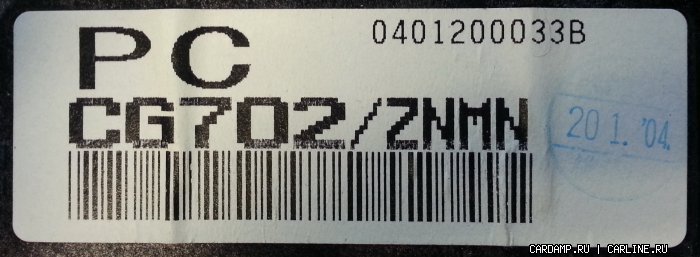 PC
0401200033B
CG702/ZNMN
20 1. '04
CARDAMP.RU | CARLINE.RU